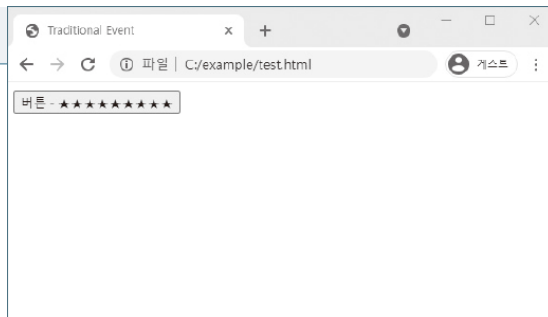 Traditional Event
파일 C:/example/test.html
게스트
버튼 - ★★★★★★★★★